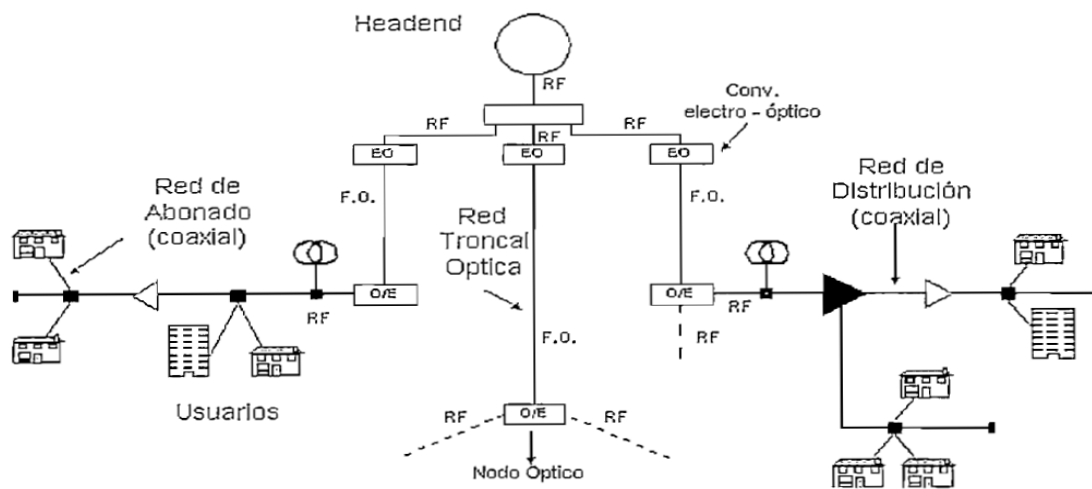 Headend
RF
Conv.
electro - óptico
RF
RF
RF
EO
EO
EO
Red de
Abonado
(coaxial)
F.O.
Red
Troncal
Optica
F.O.
Red de
Distribución
(coaxial)
O/E
RF
O/E
RF
RF
F.O.
Usuarios
RF
O/E
RF
Nodo Optico